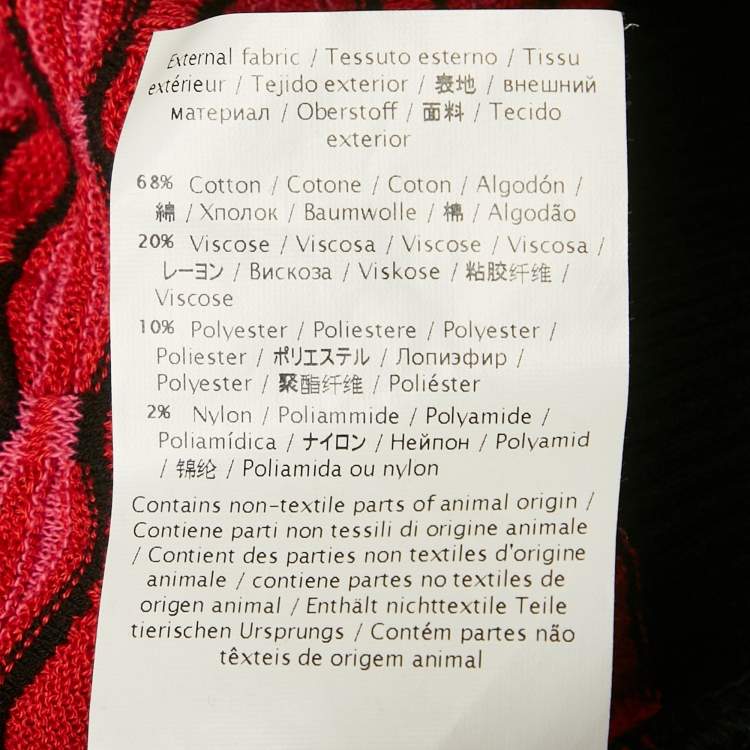 External fabric / Tessuto esterno / Tissu
extérieur / Tejido exterior / 表地 / внешний
материал / Oberstoff / 面料 / Tecido
exterior
68% Cotton / Cotone / Coton / Algodón /
綿 / Хполок / Baumwolle / 棉 / Algodão
20% Viscose / Viscosa / Viscose / Viscosa /
レーヨン / Вискоза / Viskose / 粘胶纤维 /
Viscose
10% Polyester / Poliestere / Polyester /
Poliester / ポリエステル / Лопиэфир /
Polyester / 聚酯纤维 / Poliéster
2% Nylon / Poliammide / Polyamide /
Poliamídica / ナイロン / Нейпон / Polyamid
/ 锦纶 / Poliamida ou nylon
Contains non-textile parts of animal origin /
Contiene parti non tessili di origine animale
/ Contient des parties non textiles d'origine
animale / contiene partes no textiles de
origen animal / Enthält nichttextile Teile
tierischen Ursprungs / Contém partes não
têxteis de origem animal